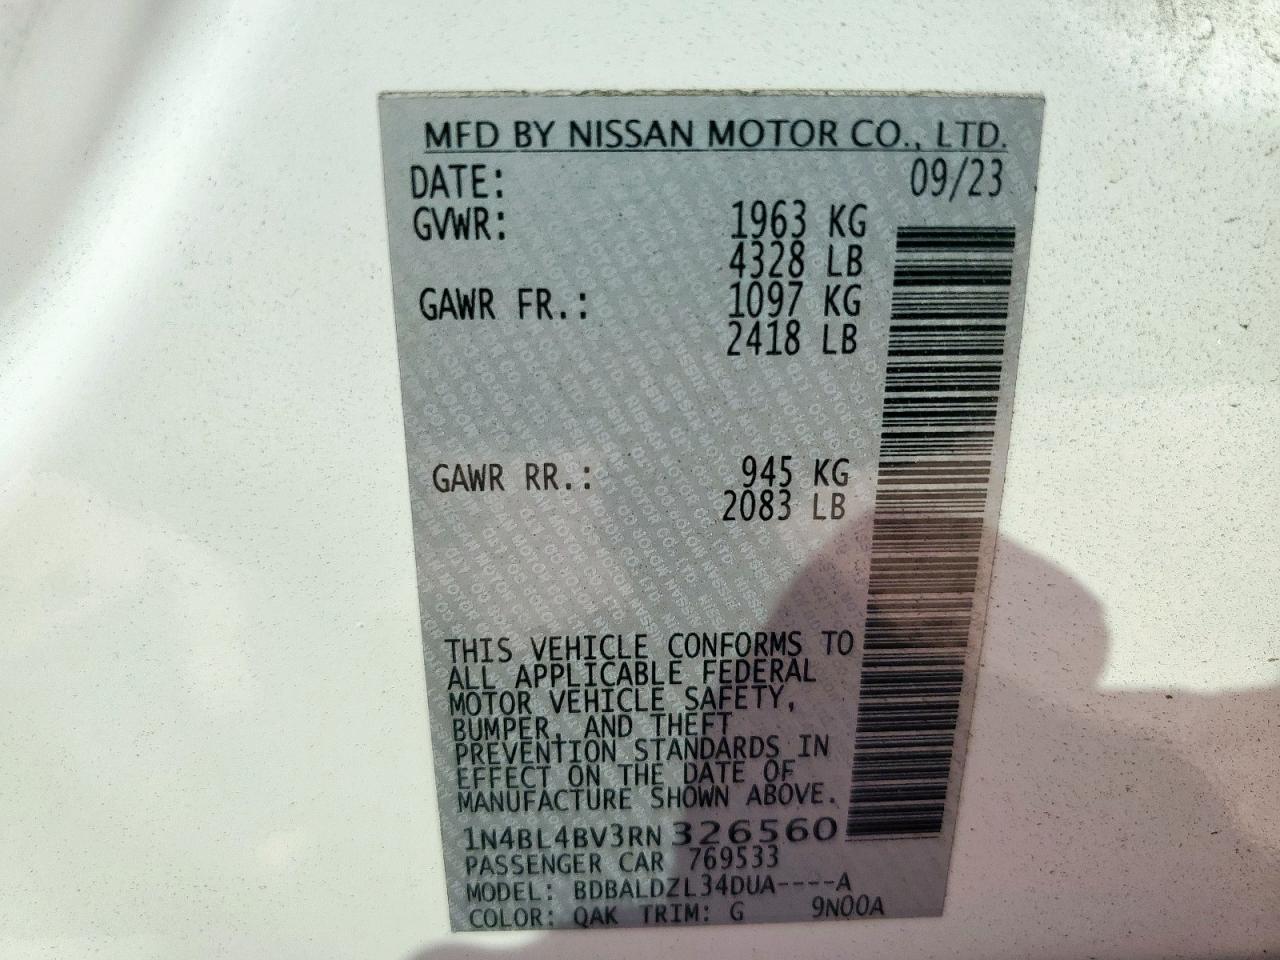 MFD BY NISSAN MOTOR CO., LTD.
DATE: 09/23
GVWR: 1963 KG
4328 LB
GAWR FR.: 1097 KG
2418 LB
GAWR RR.: 945 KG
2083 LB
THIS VEHICLE CONFORMS TO
ALL APPLICABLE FEDERAL
MOTOR VEHICLE SAFETY,
BUMPER, AND THEFT
PREVENTION STANDARDS IN
EFFECT ON THE DATE OF
MANUFACTURE SHOWN ABOVE.
1N4BL4BV3RN326560
PASSENGER CAR 769533
MODEL: BDBALDZL34DUA----A
COLOR: QAK TRIM: G 9N00A